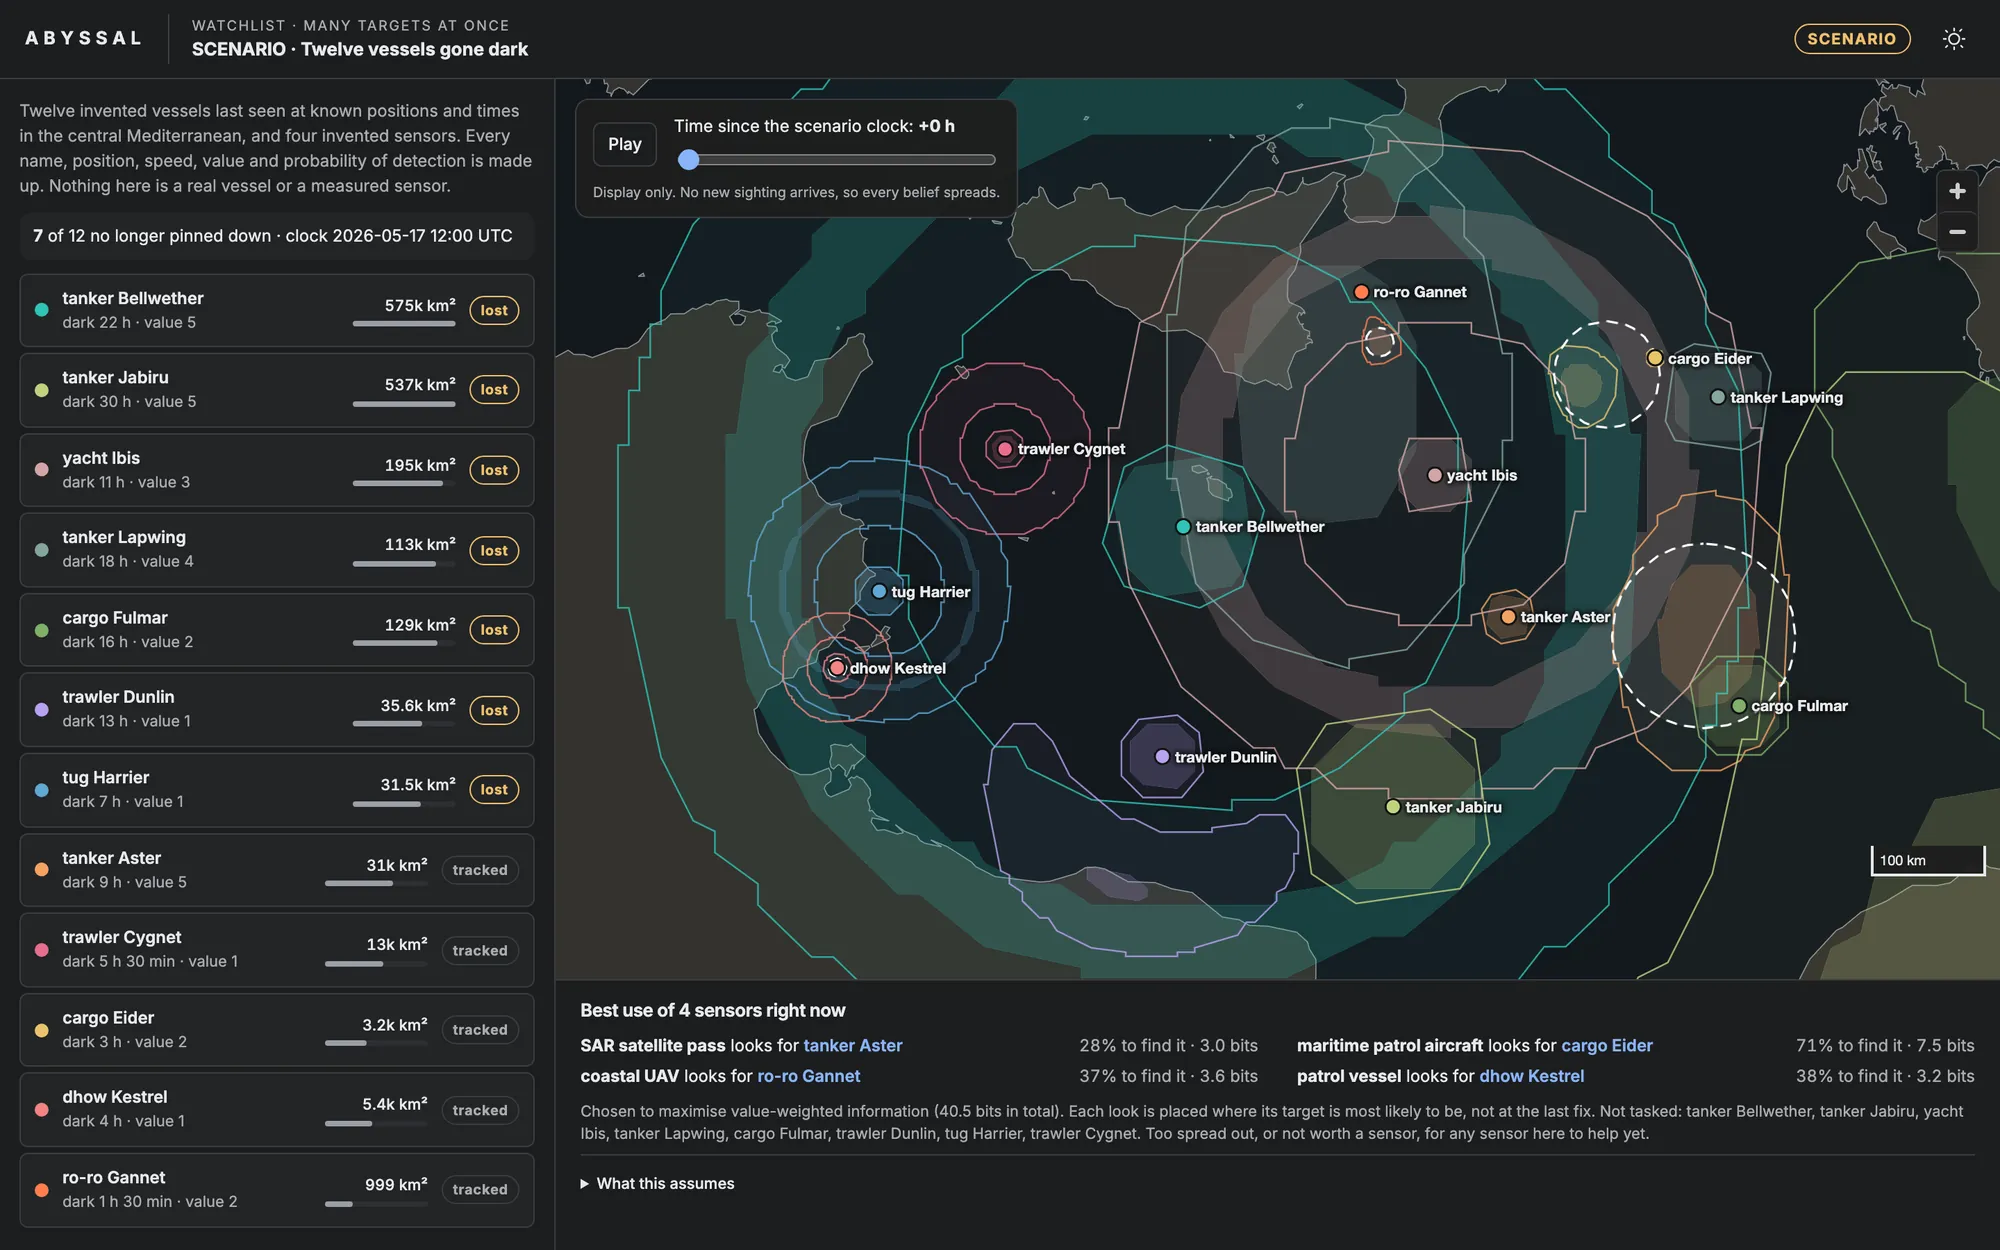 ABYSSAL
WATCHLIST · MANY TARGETS AT ONCE
SCENARIO · Twelve vessels gone dark
SCENARIO
Twelve invented vessels last seen at known positions and times
in the central Mediterranean, and four invented sensors. Every
name, position, speed, value and probability of detection is made
up. Nothing here is a real vessel or a measured sensor.
7 of 12 no longer pinned down · clock 2026-05-17 12:00 UTC
tanker Bellwether
dark 22 h · value 5
575k km²
lost
tanker Jabiru
dark 30 h · value 5
537k km²
lost
yacht Ibis
dark 11 h · value 3
195k km²
lost
tanker Lapwing
dark 18 h · value 4
113k km²
lost
cargo Fulmar
dark 16 h · value 2
129k km²
lost
trawler Dunlin
dark 13 h · value 1
35.6k km²
lost
tug Harrier
dark 7 h · value 1
31.5k km²
lost
tanker Aster
dark 9 h · value 5
31k km²
tracked
trawler Cygnet
dark 5 h 30 min · value 1
13k km²
tracked
cargo Eider
dark 3 h · value 2
3.2k km²
tracked
dhow Kestrel
dark 4 h · value 1
5.4k km²
tracked
ro-ro Gannet
dark 1 h 30 min · value 2
999 km²
tracked
Play
Time since the scenario clock: +0 h
Display only. No new sighting arrives, so every belief spreads.
+
−
ro-ro Gannet
cargo Eider
tanker Lapwing
trawler Cygnet
yacht Ibis
tanker Bellwether
tug Harrier
tanker Aster
dhow Kestrel
cargo Fulmar
trawler Dunlin
tanker Jabiru
100 km
Best use of 4 sensors right now
SAR satellite pass looks for tanker Aster
28% to find it · 3.0 bits
maritime patrol aircraft looks for cargo Eider
71% to find it · 7.5 bits
coastal UAV looks for ro-ro Gannet
37% to find it · 3.6 bits
patrol vessel looks for dhow Kestrel
38% to find it · 3.2 bits
Chosen to maximise value-weighted information (40.5 bits in total). Each look is placed where its target is most likely to be, not at the last fix. Not tasked: tanker Bellwether, tanker Jabiru, yacht
Ibis, tanker Lapwing, cargo Fulmar, trawler Dunlin, tug Harrier, trawler Cygnet. Too spread out, or not worth a sensor, for any sensor here to help yet.
What this assumes